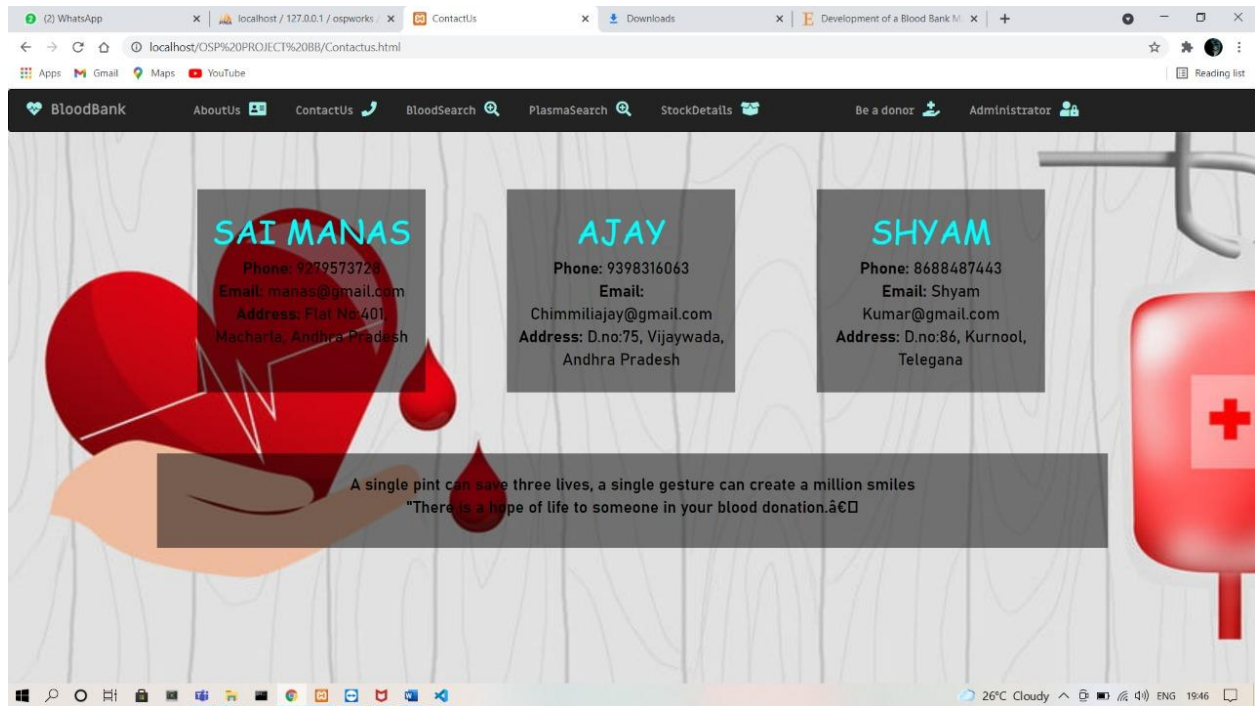 (2) WhatsApp
localhost / 127.0.0.1 / ospworks /
ContactUs
Downloads
Development of a Blood Bank M
localhost/OSP%20PROJECT%20BB/Contactus.html
Apps
Gmail
Maps
YouTube
Reading list
BloodBank
AboutUs
ContactUs
BloodSearch
PlasmaSearch
StockDetails
Be a donor
Administrator
SAI MANAS
Phone: 9279573728
Email: manas@gmail.com
Address: Flat No:401,
Macharla, Andhra Pradesh
AJAY
Phone: 9398316063
Email:
Chimmiliajay@gmail.com
Address: D.no:75, Vijaywada,
Andhra Pradesh
SHYAM
Phone: 8688487443
Email: Shyam
Kumar@gmail.com
Address: D.no:86, Kurnool,
Telegana
A single pint can save three lives, a single gesture can create a million smiles
"There is a hope of life to someone in your blood donation.â€□
26°C Cloudy
ENG
19:46